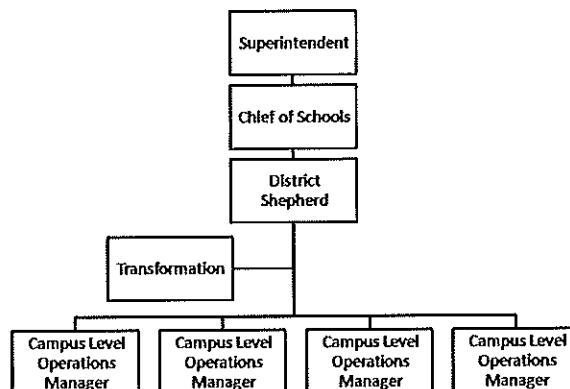 Superintendent
Chief of Schools
District
Shepherd
Transformation
Campus Level
Operations
Manager
Campus Level
Operations
Manager
Campus Level
Operations
Manager
Campus Level
Operations
Manager